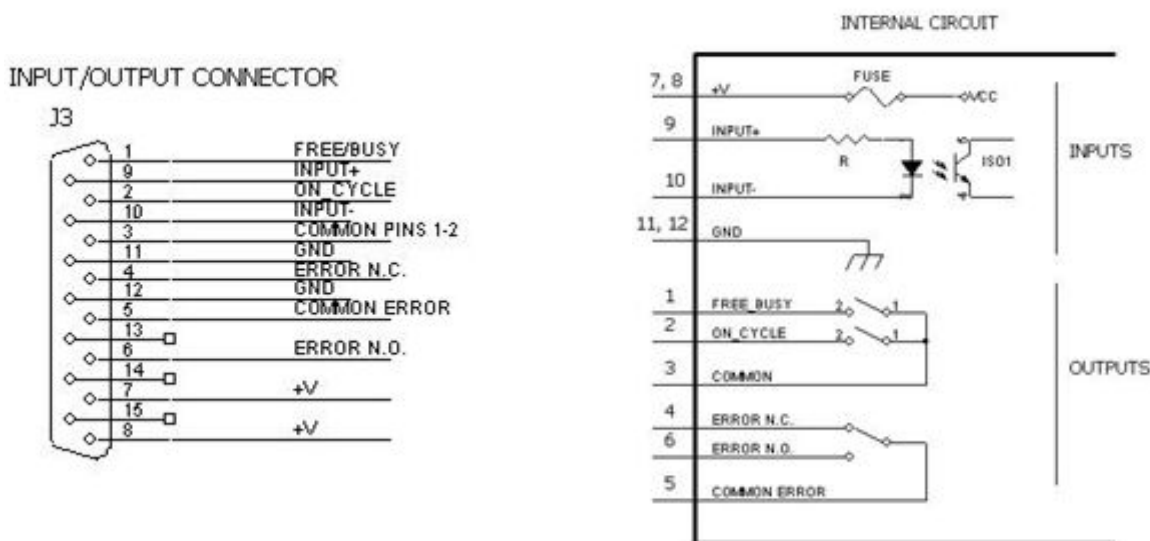 INPUT/OUTPUT CONNECTOR
J3
1 FREE/BUSY
9 INPUT+
2 ON_CYCLE
10 INPUT-
3 COMMON PINS 1-2
11 GND
4 ERROR N.C.
12 GND
5 COMMON ERROR
13
6 ERROR N.O.
14
7 +V
15
8 +V
INTERNAL CIRCUIT
7, 8 +V FUSE VCC
9 INPUT+ R ISO1
10 INPUT-
11, 12 GND
INPUTS
1 FREE_BUSY 2 1
2 ON_CYCLE 2 1
3 COMMON
4 ERROR N.C.
6 ERROR N.O.
5 COMMON ERROR
OUTPUTS